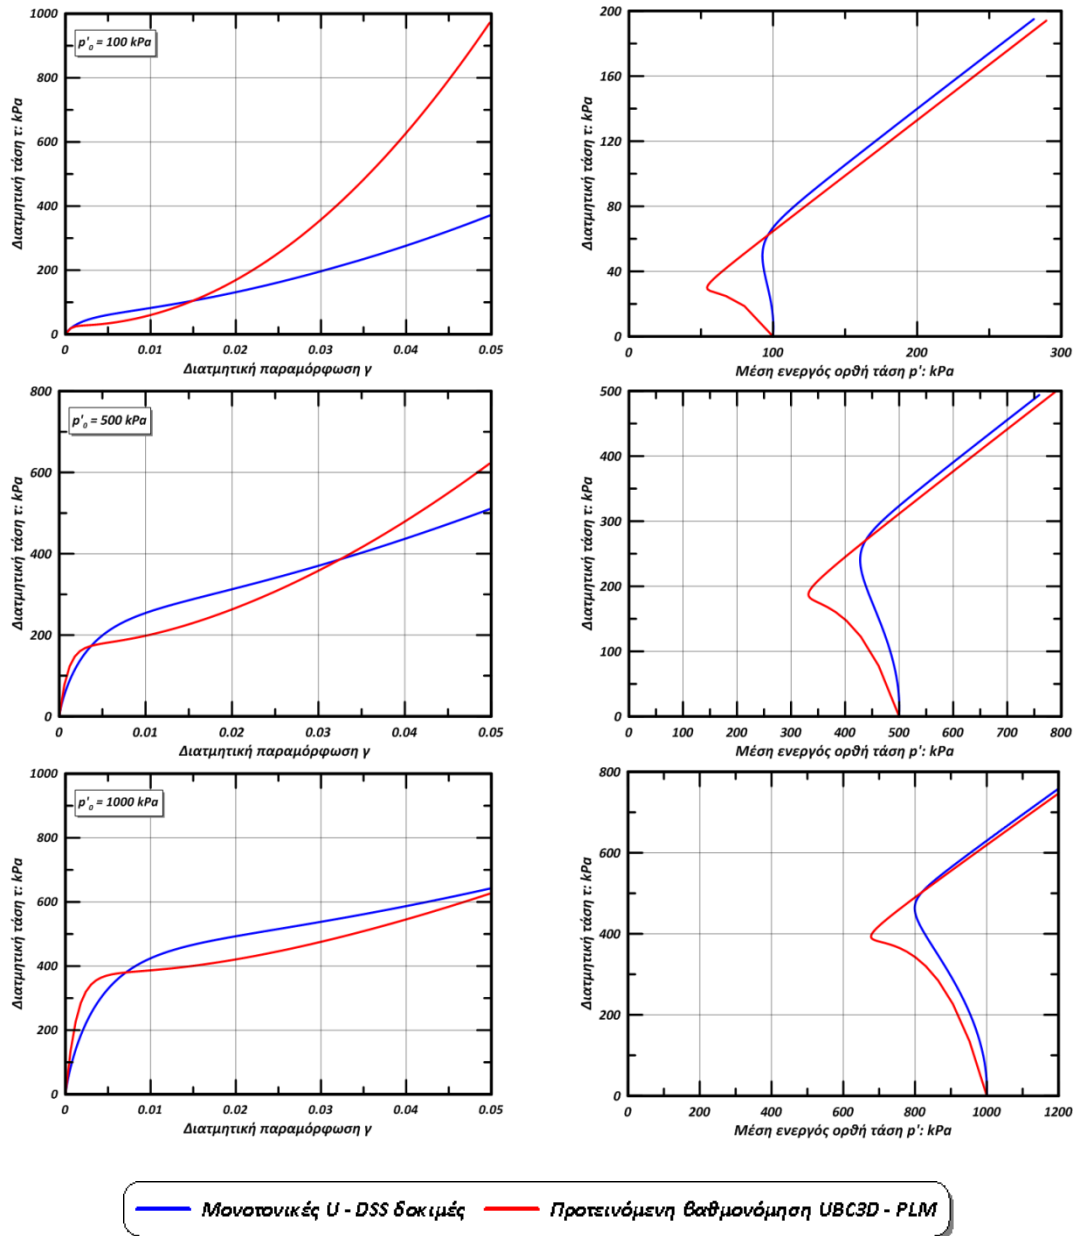 1000
800
600
400
200
0
Διατμητική τάση τ: kPa
p'₀ = 100 kPa
0 0.01 0.02 0.03 0.04 0.05
Διατμητική παραμόρφωση γ
200
160
120
80
40
0
Διατμητική τάση τ: kPa
0 100 200 300
Μέση ενεργός ορθή τάση p': kPa
800
600
400
200
0
Διατμητική τάση τ: kPa
p'₀ = 500 kPa
0 0.01 0.02 0.03 0.04 0.05
Διατμητική παραμόρφωση γ
500
400
300
200
100
0
Διατμητική τάση τ: kPa
0 100 200 300 400 500 600 700 800
Μέση ενεργός ορθή τάση p': kPa
1000
800
600
400
200
0
Διατμητική τάση τ: kPa
p'₀ = 1000 kPa
0 0.01 0.02 0.03 0.04 0.05
Διατμητική παραμόρφωση γ
800
600
400
200
0
Διατμητική τάση τ: kPa
0 200 400 600 800 1000 1200
Μέση ενεργός ορθή τάση p': kPa
Μονοτονικές U - DSS δοκιμές
Προτεινόμενη βαθμονόμηση UBC3D - PLM